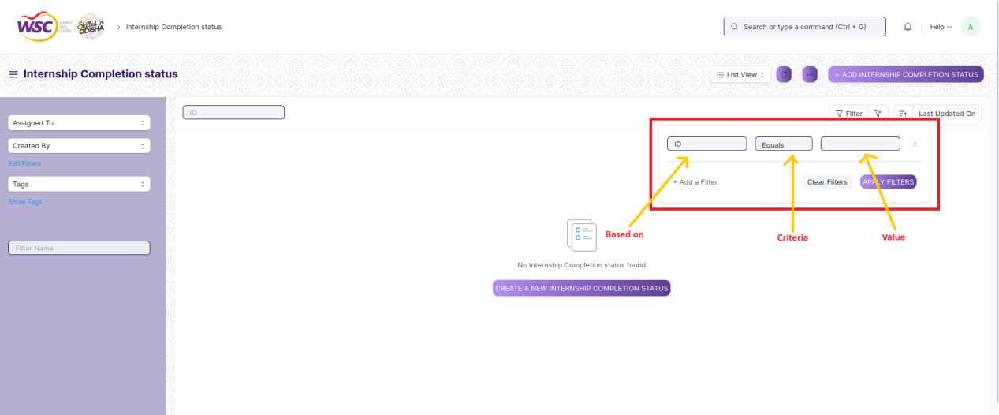 WSC WORLD SKILL CENTER Skilled in ODISHA > Internship Completion status
Search or type a command (Ctrl + G)
Help
A
Internship Completion status
List View
+ ADD INTERNSHIP COMPLETION STATUS
Assigned To
Created By
Edit Filters
Tags
Show Tags
Filter Name
ID
Filter
Last Updated On
ID
Equals
+ Add a Filter
Clear Filters
APPLY FILTERS
Based on
Criteria
Value
No Internship Completion status found
CREATE A NEW INTERNSHIP COMPLETION STATUS